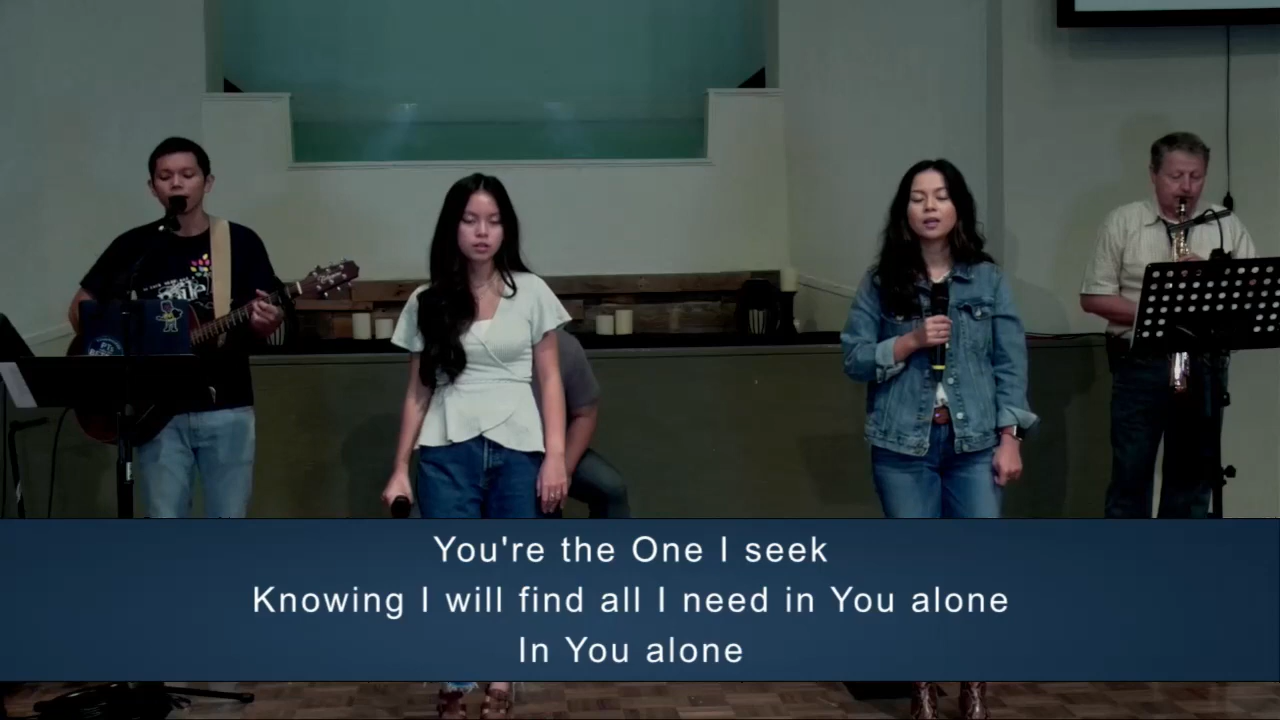 You're the One I seek
Knowing I will find all I need in You alone
In You alone